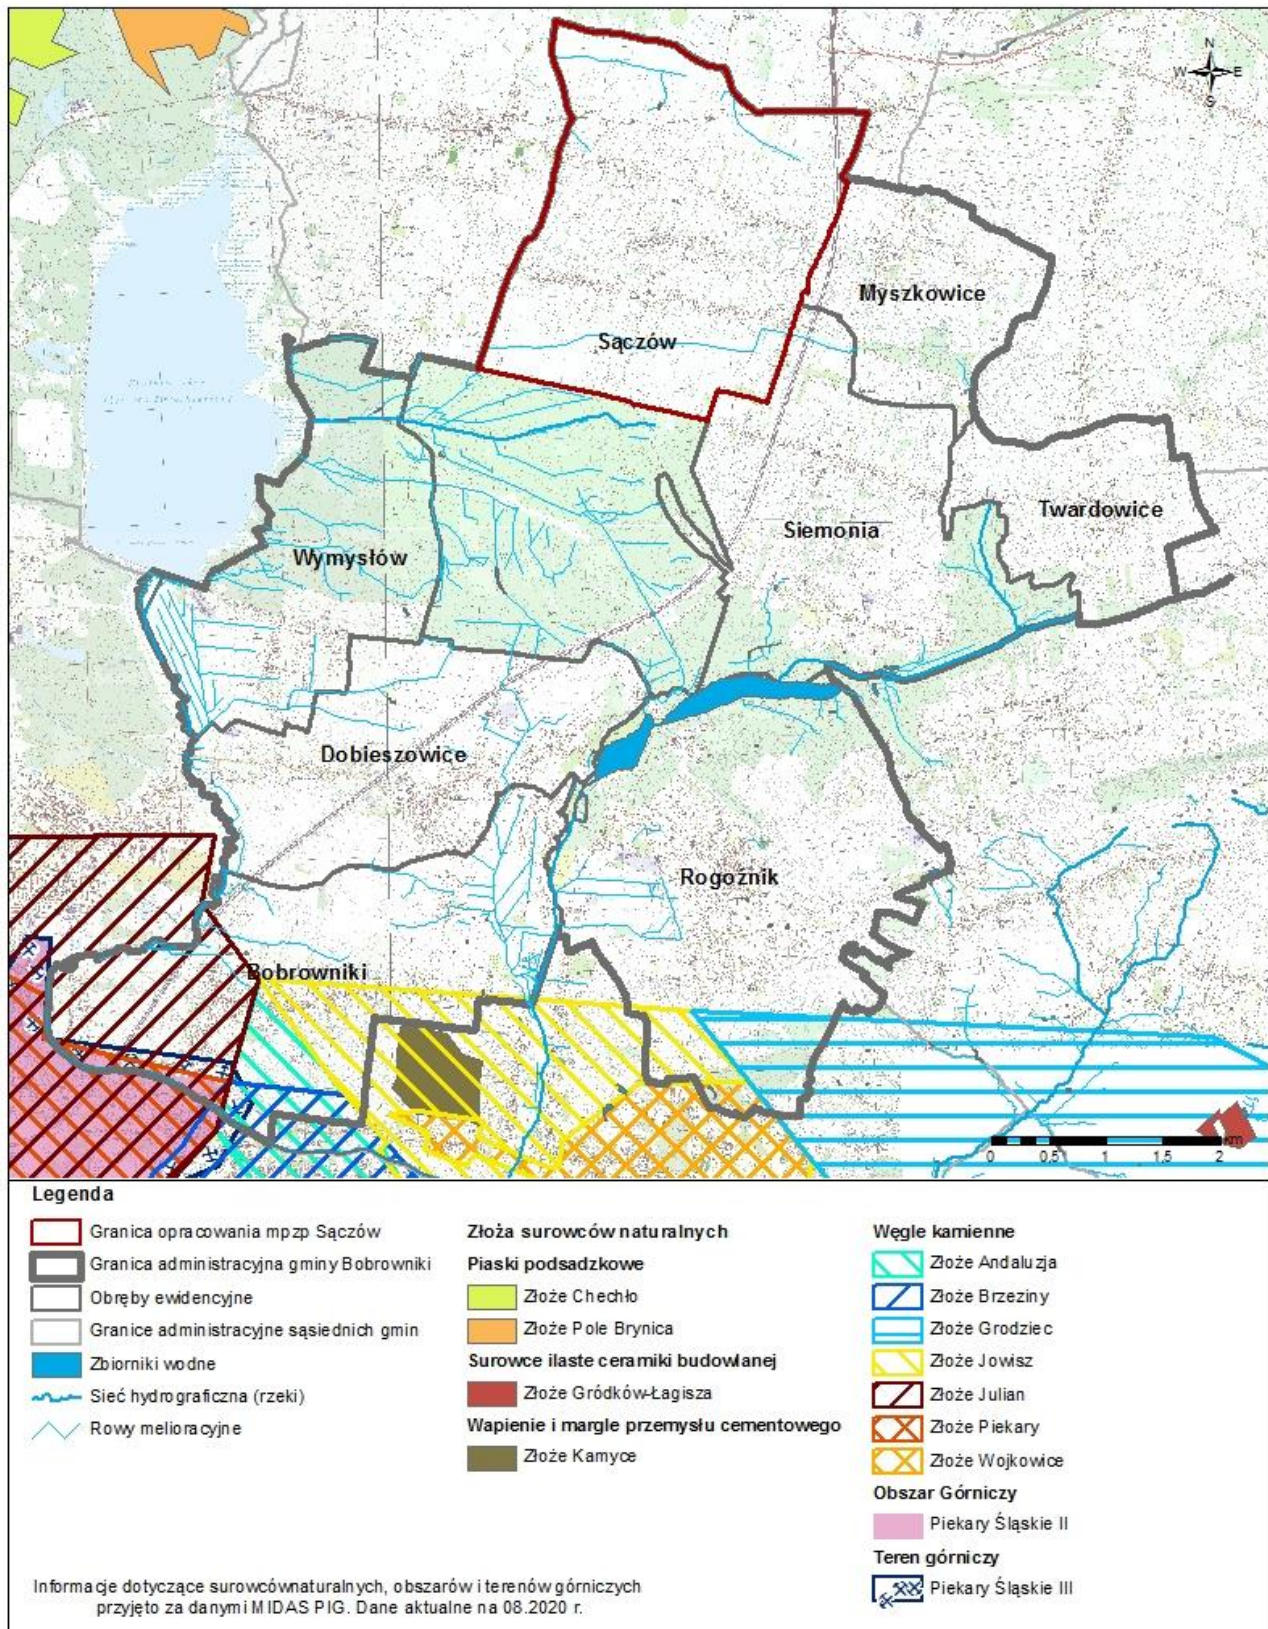 N
W E
S
Myszkowice
Sączów
Twardowice
Siemonia
Wymysłów
Dobieszowice
Rogoźnik
Bobrowniki
km
0 0,5 1 1,5 2
Legenda
Granica opracowania mpzp Sączów
Granica administracyjna gminy Bobrowniki
Obręby ewidencyjne
Granice administracyjne sąsiednich gmin
Zbiorniki wodne
Sieć hydrograficzna (rzeki)
Rowy melioracyjne
Złoża surowców naturalnych
Piaski podsadzkowe
Złoże Chechło
Złoże Pole Brynica
Surowce ilaste ceramiki budowlanej
Złoże Gródków-Łagisza
Wapienie i margle przemysłu cementowego
Złoże Kamyce
Węgle kamienne
Złoże Andaluzja
Złoże Brzeziny
Złoże Grodziec
Złoże Jowisz
Złoże Julian
Złoże Piekary
Złoże Wojkowice
Obszar Górniczy
Piekary Śląskie II
Teren górniczy
Piekary Śląskie III
Informacje dotyczące surowcównaturalnych, obszarów i terenów górniczych
przyjęto za danymi MIDAS PIG. Dane aktualne na 08.2020 r.